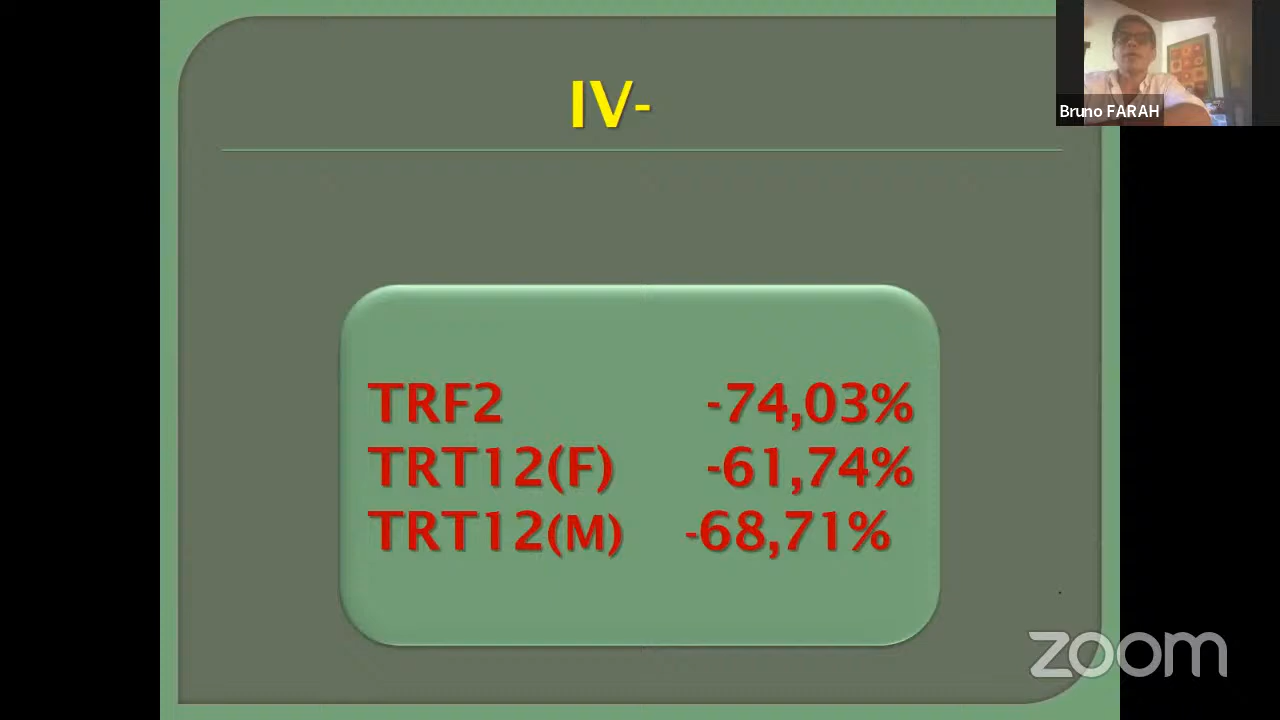 IV-
Bruno FARAH
TRF2 -74,03%
TRT12(F) -61,74%
TRT12(M) -68,71%
zoom